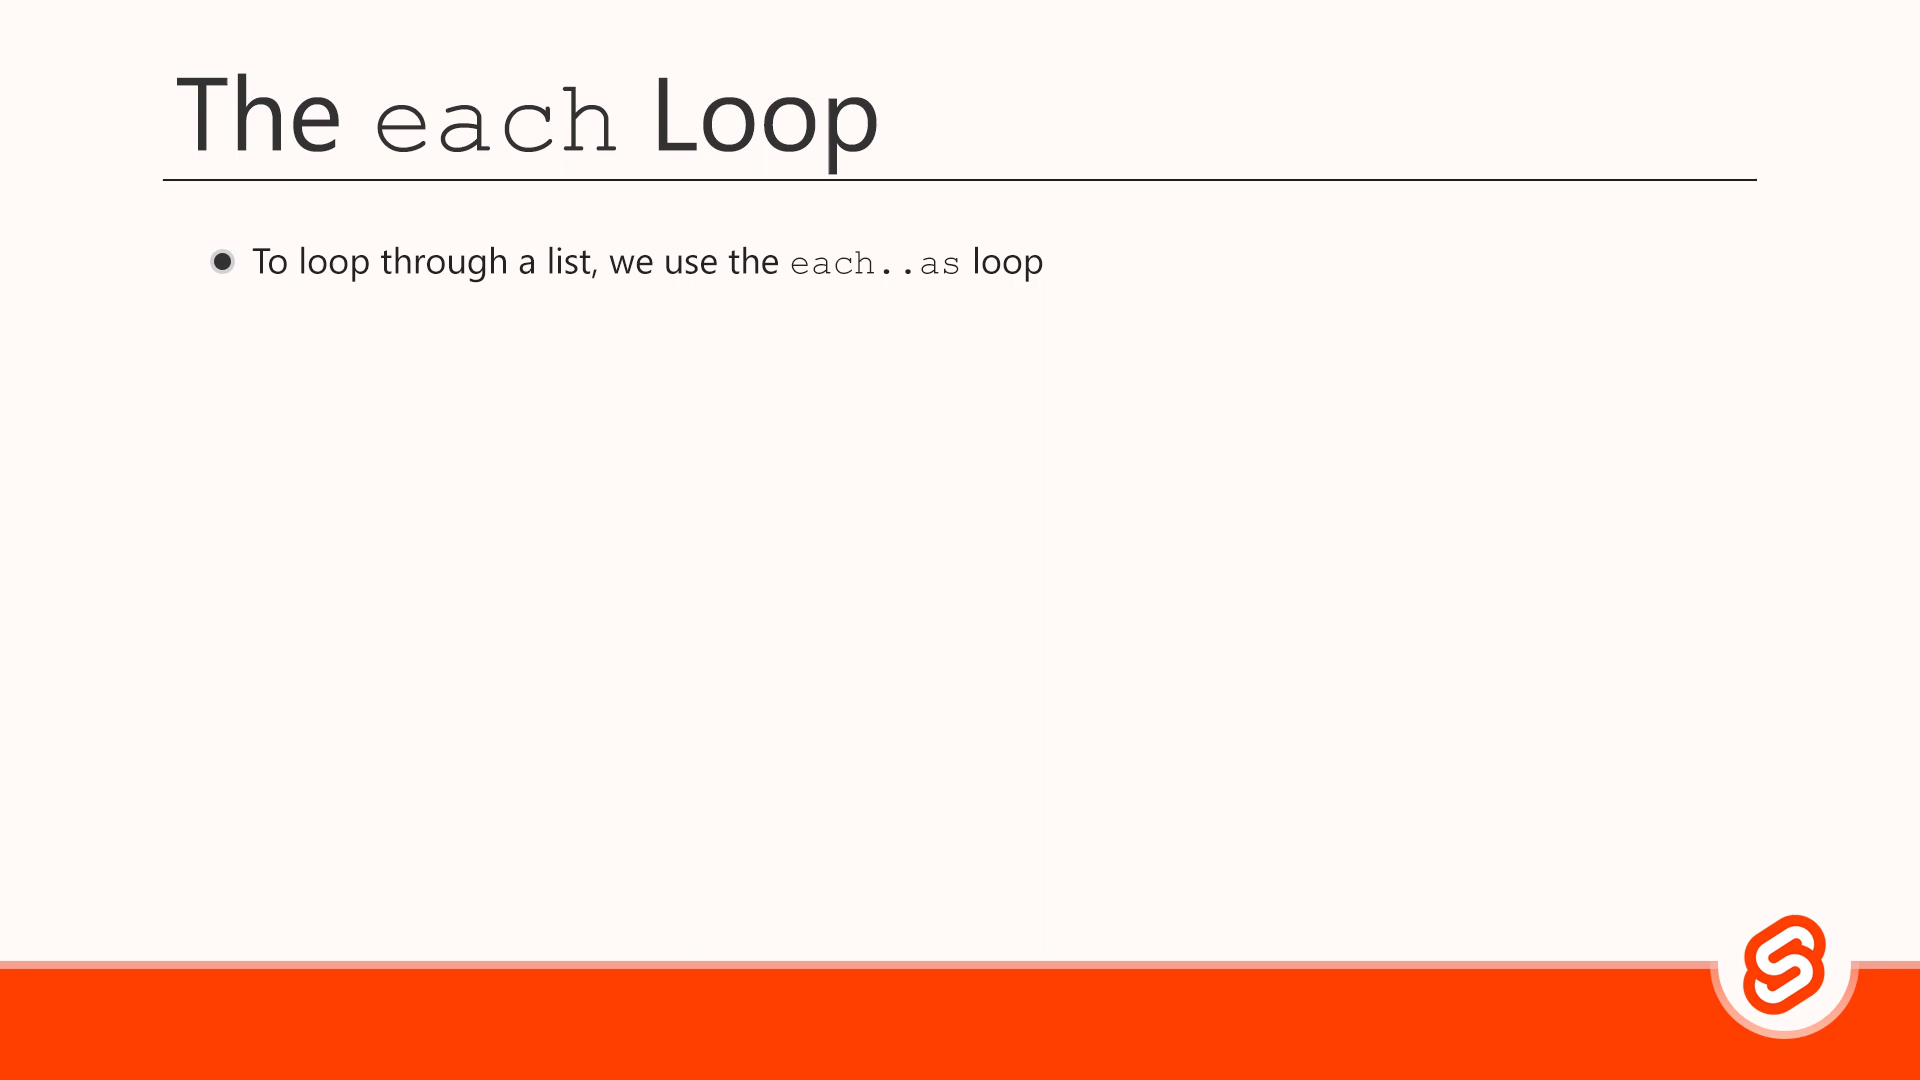 The each Loop
To loop through a list, we use the each..as loop